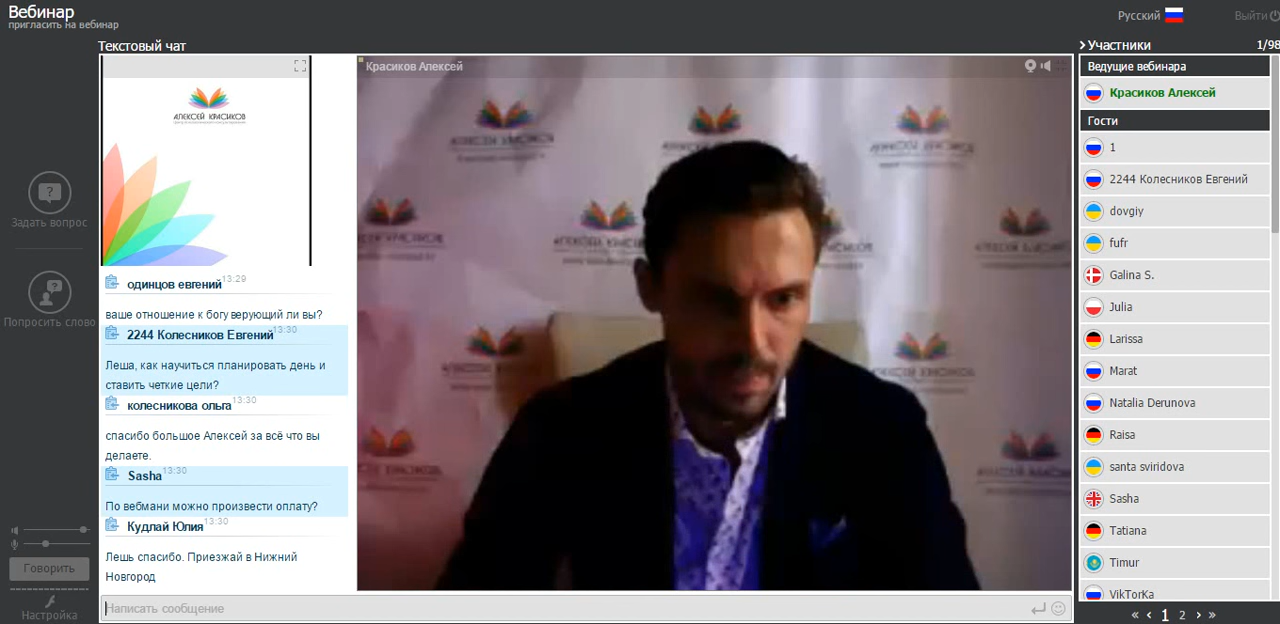 Вебинар
пригласить на вебинар
Русский
Выйти
Текстовый чат
Участники
1/98
АЛЕКСЕЙ КРАСИКОВ
Задать вопрос
Попросить слово
Говорить
Настройка
одинцов евгений 13:29
ваше отношение к богу верующий ли вы?
2244 Колесников Евгений 13:30
Леша, как научиться планировать день и
ставить четкие цели?
колесникова ольга 13:30
спасибо большое Алексей за всё что вы
делаете.
Sasha 13:30
По вебмани можно произвести оплату?
Кудлай Юлия 13:30
Лешь спасибо. Приезжай в Нижний
Новгород
Написать сообщение
Красиков Алексей
АЛЕКСЕЙ КРАСИКОВ
Ведущие вебинара
Красиков Алексей
Гости
1
2244 Колесников Евгений
dovgiy
fufr
Galina S.
Julia
Larissa
Marat
Natalia Derunova
Raisa
santa sviridova
Sasha
Tatiana
Timur
VikTorKa
« ‹ 1 2 › »